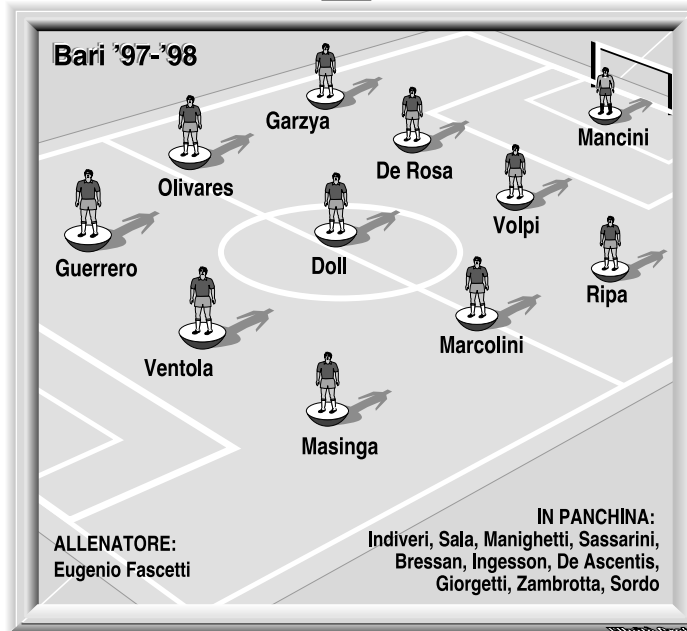 Bari '97-'98
Garzya
Mancini
Olivares
De Rosa
Volpi
Guerrero
Doll
Ripa
Ventola
Marcolini
Masinga
ALLENATORE:
Eugenio Fascetti
IN PANCHINA:
Indiveri, Sala, Manighetti, Sassarini,
Bressan, Ingesson, De Ascentis,
Giorgetti, Zambrotta, Sordo